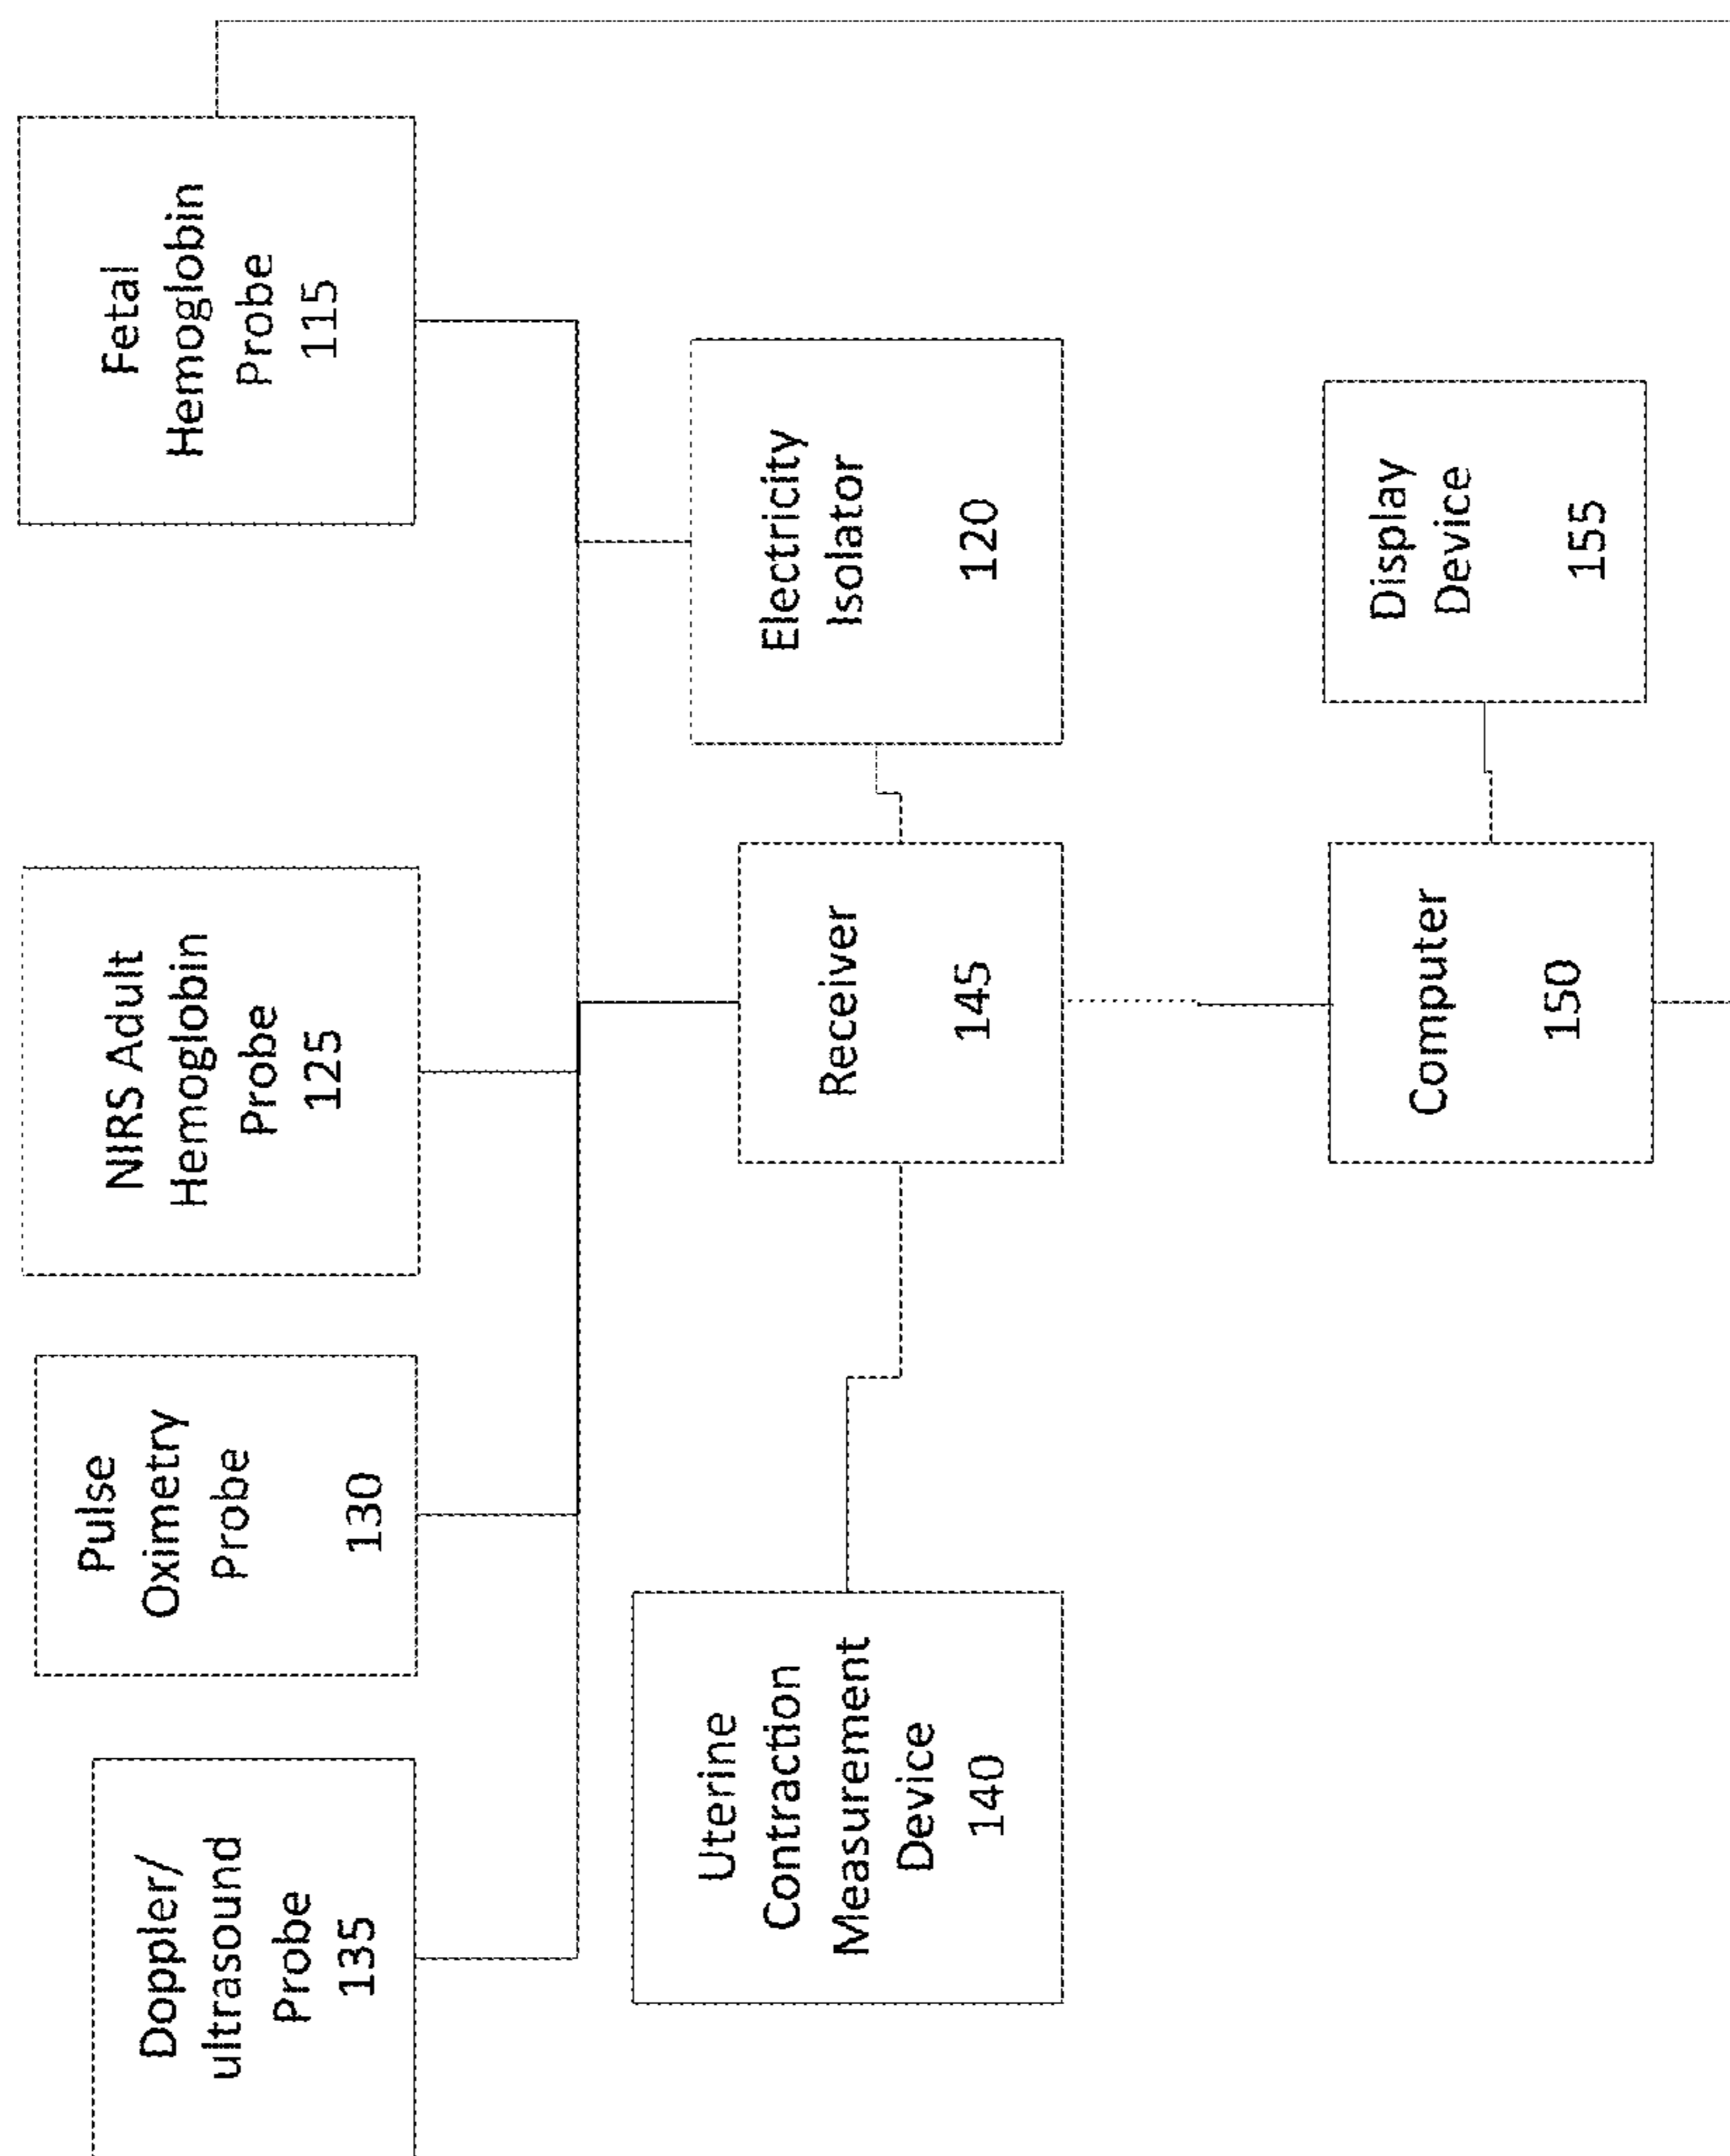 Doppler/
ultrasound
Probe
135
Pulse
Oximetry
Probe
130
NIRS Adult
Hemoglobin
Probe
125
Fetal
Hemoglobin
Probe
115
Uterine
Contraction
Measurement
Device
140
Receiver
145
Electricity
Isolator
120
Computer
150
Display
Device
155